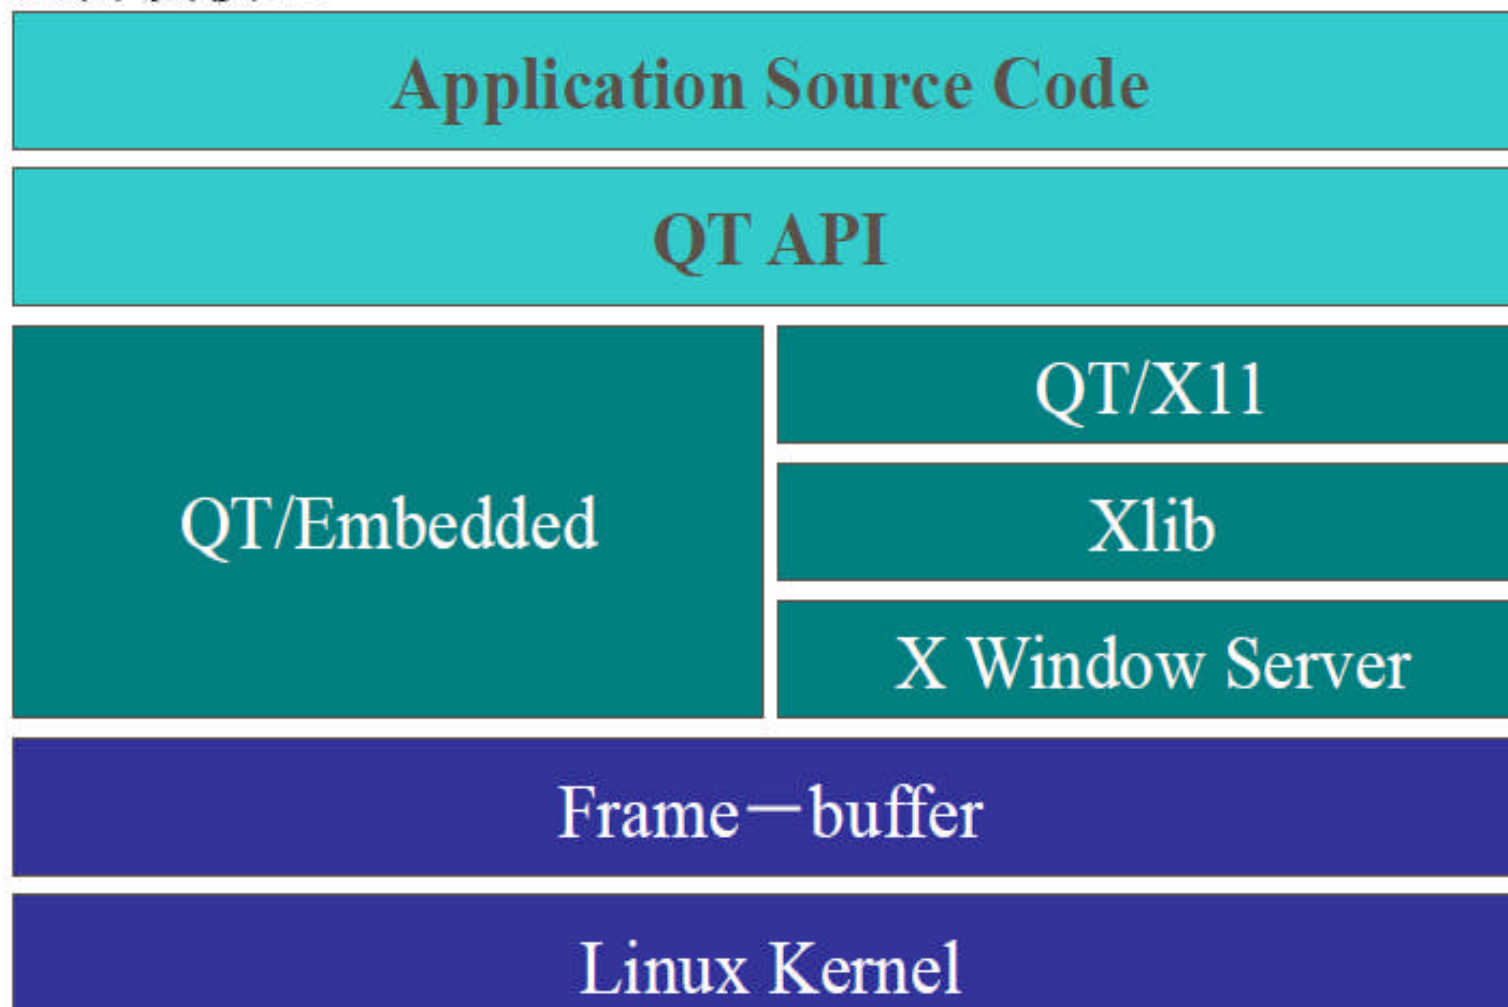 Application Source Code
QT API
QT/Embedded
QT/X11
Xlib
X Window Server
Frame－buffer
Linux Kernel